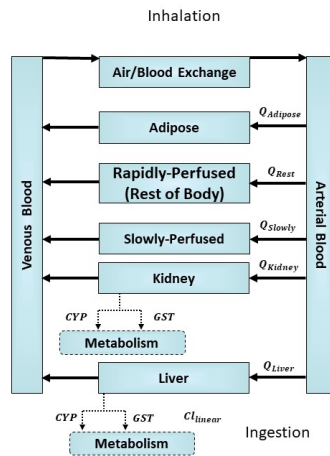 Inhalation
Air/Blood Exchange
Q_Adipose
Adipose
Rapidly-Perfused
(Rest of Body)
Q_Rest
Q_Slowly
Slowly-Perfused
Q_Kidney
Kidney
Venous Blood
Arterial Blood
CYP GST
Metabolism
Q_Liver
Liver
CYP GST Cl_linear
Metabolism
Ingestion